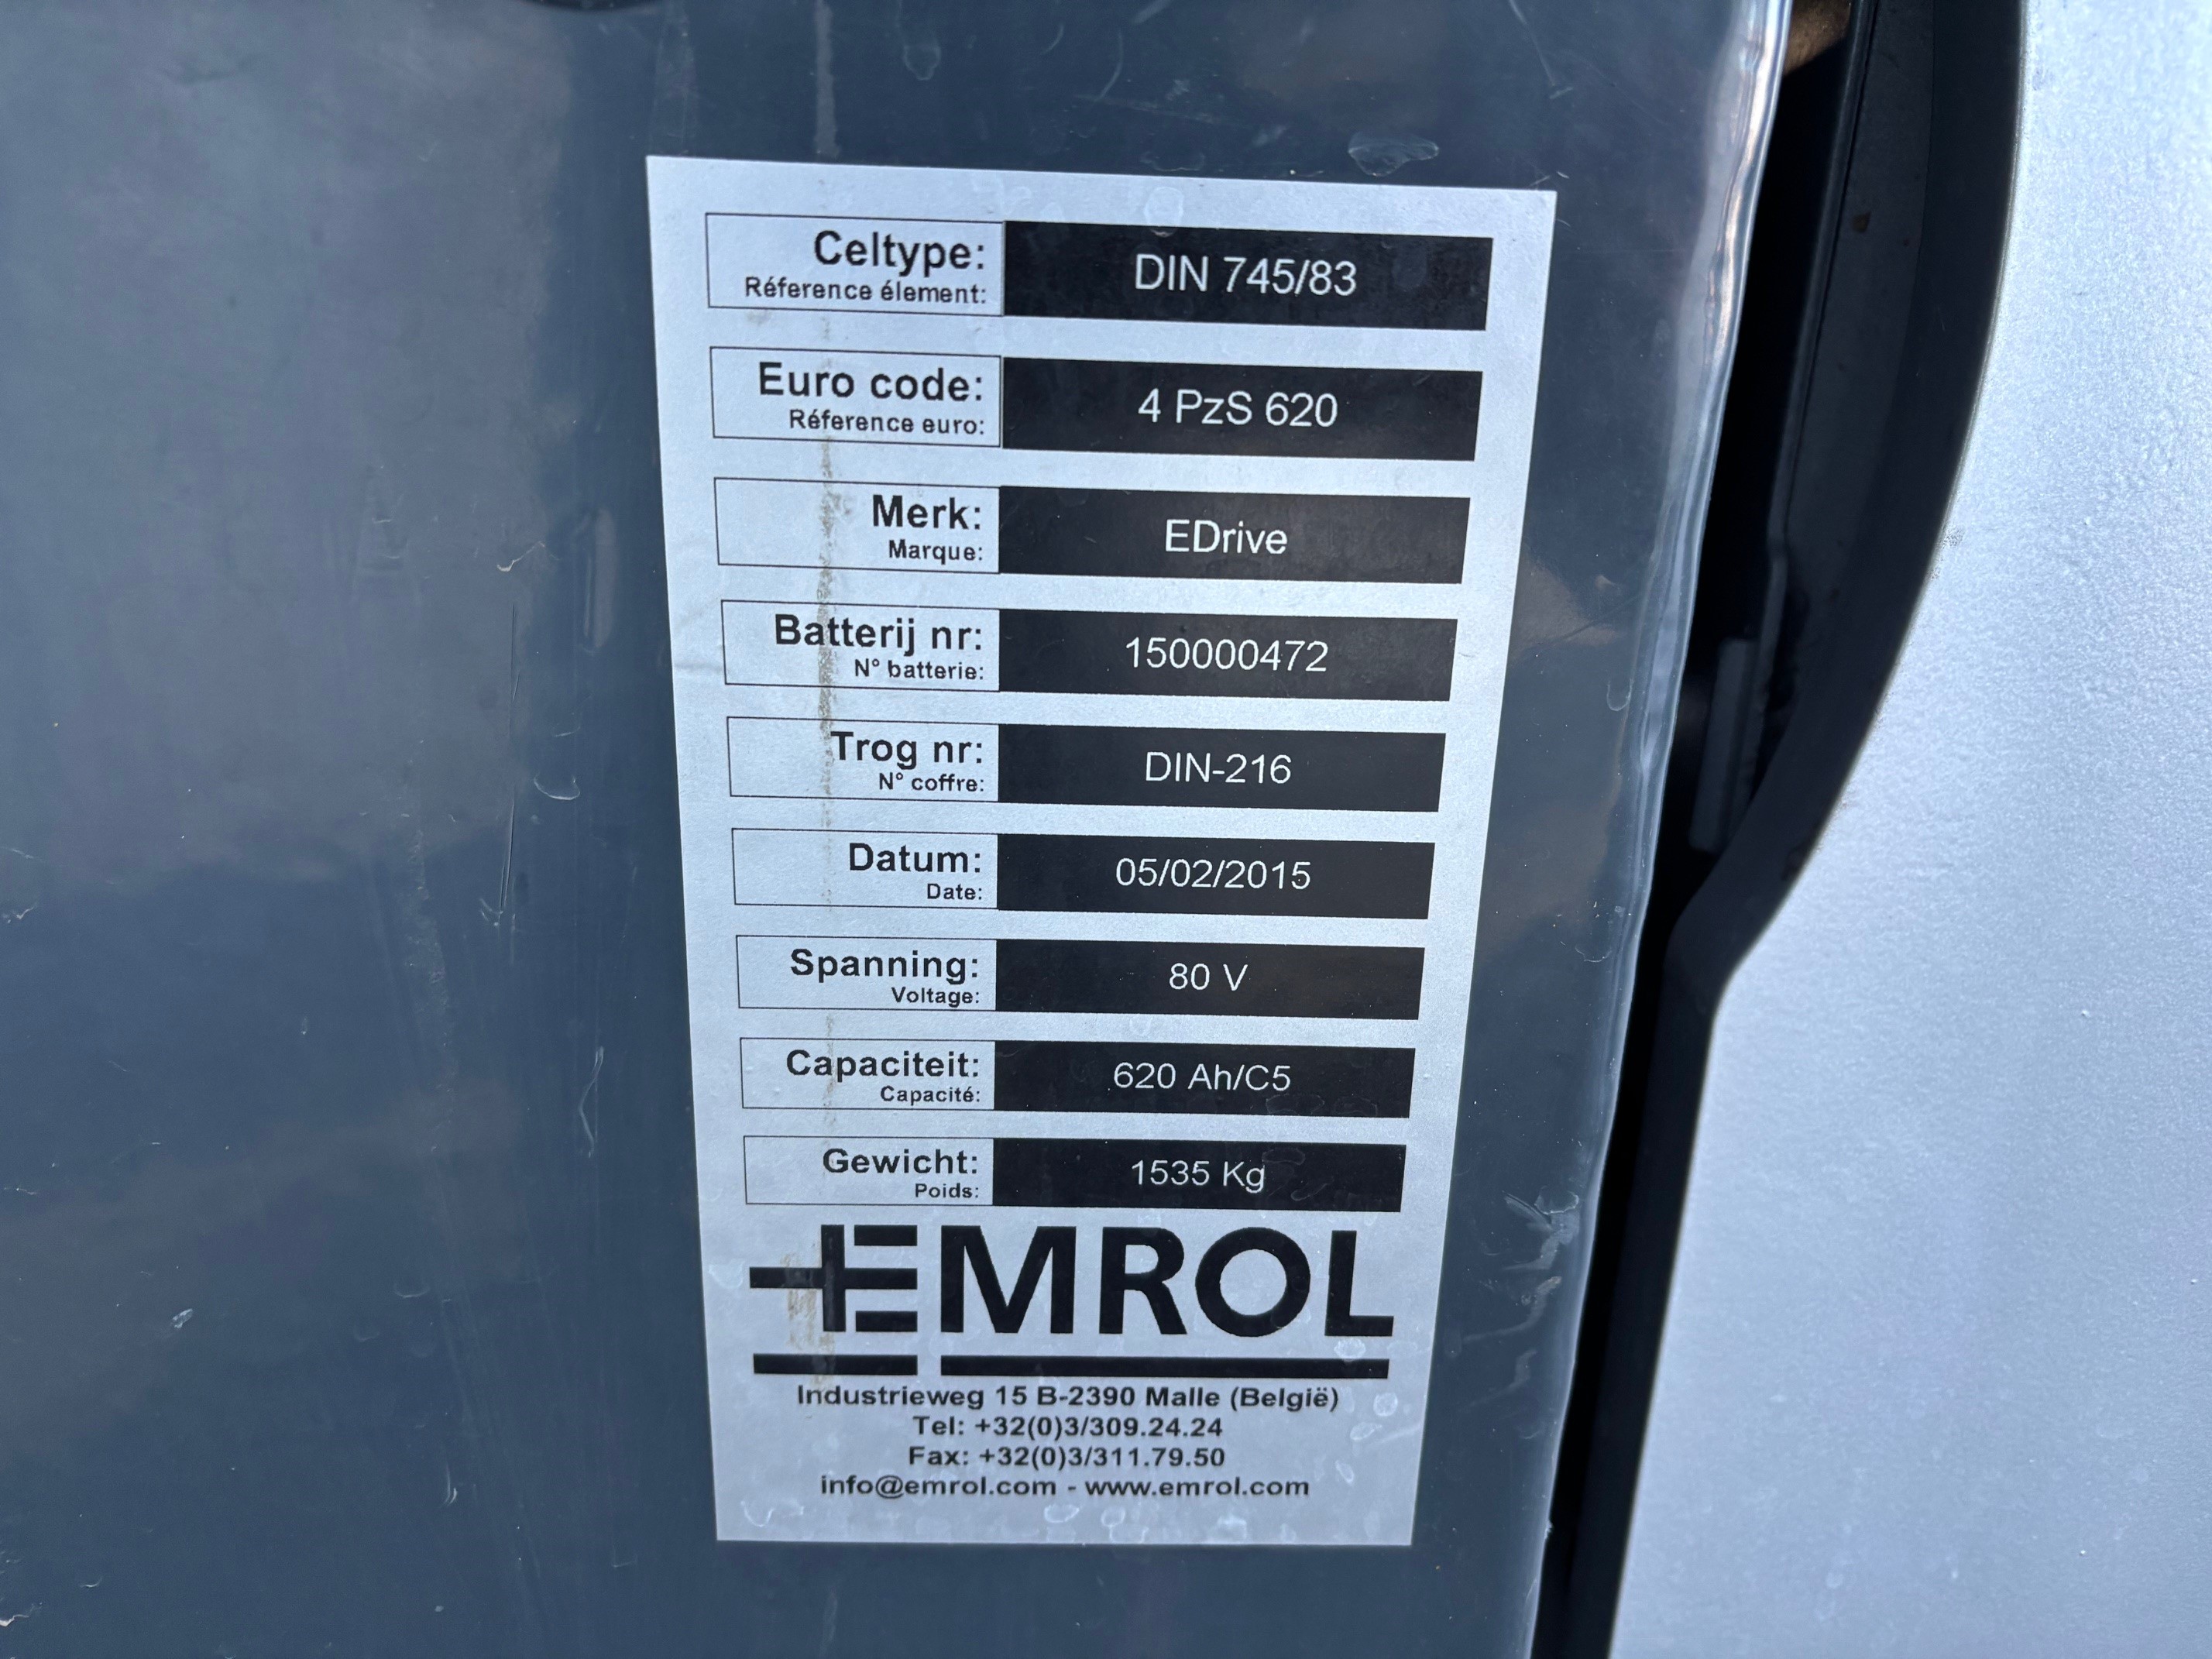 Celtype: DIN 745/83
Réference élement:
Euro code: 4 PzS 620
Réference euro:
Merk: EDrive
Marque:
Batterij nr: 150000472
N° batterie:
Trog nr: DIN-216
N° coffre:
Datum: 05/02/2015
Date:
Spanning: 80 V
Voltage:
Capaciteit: 620 Ah/C5
Capacité:
Gewicht: 1535 Kg
Poids:
EMROL
Industrieweg 15 B-2390 Malle (België)
Tel: +32(0)3/309.24.24
Fax: +32(0)3/311.79.50
info@emrol.com - www.emrol.com